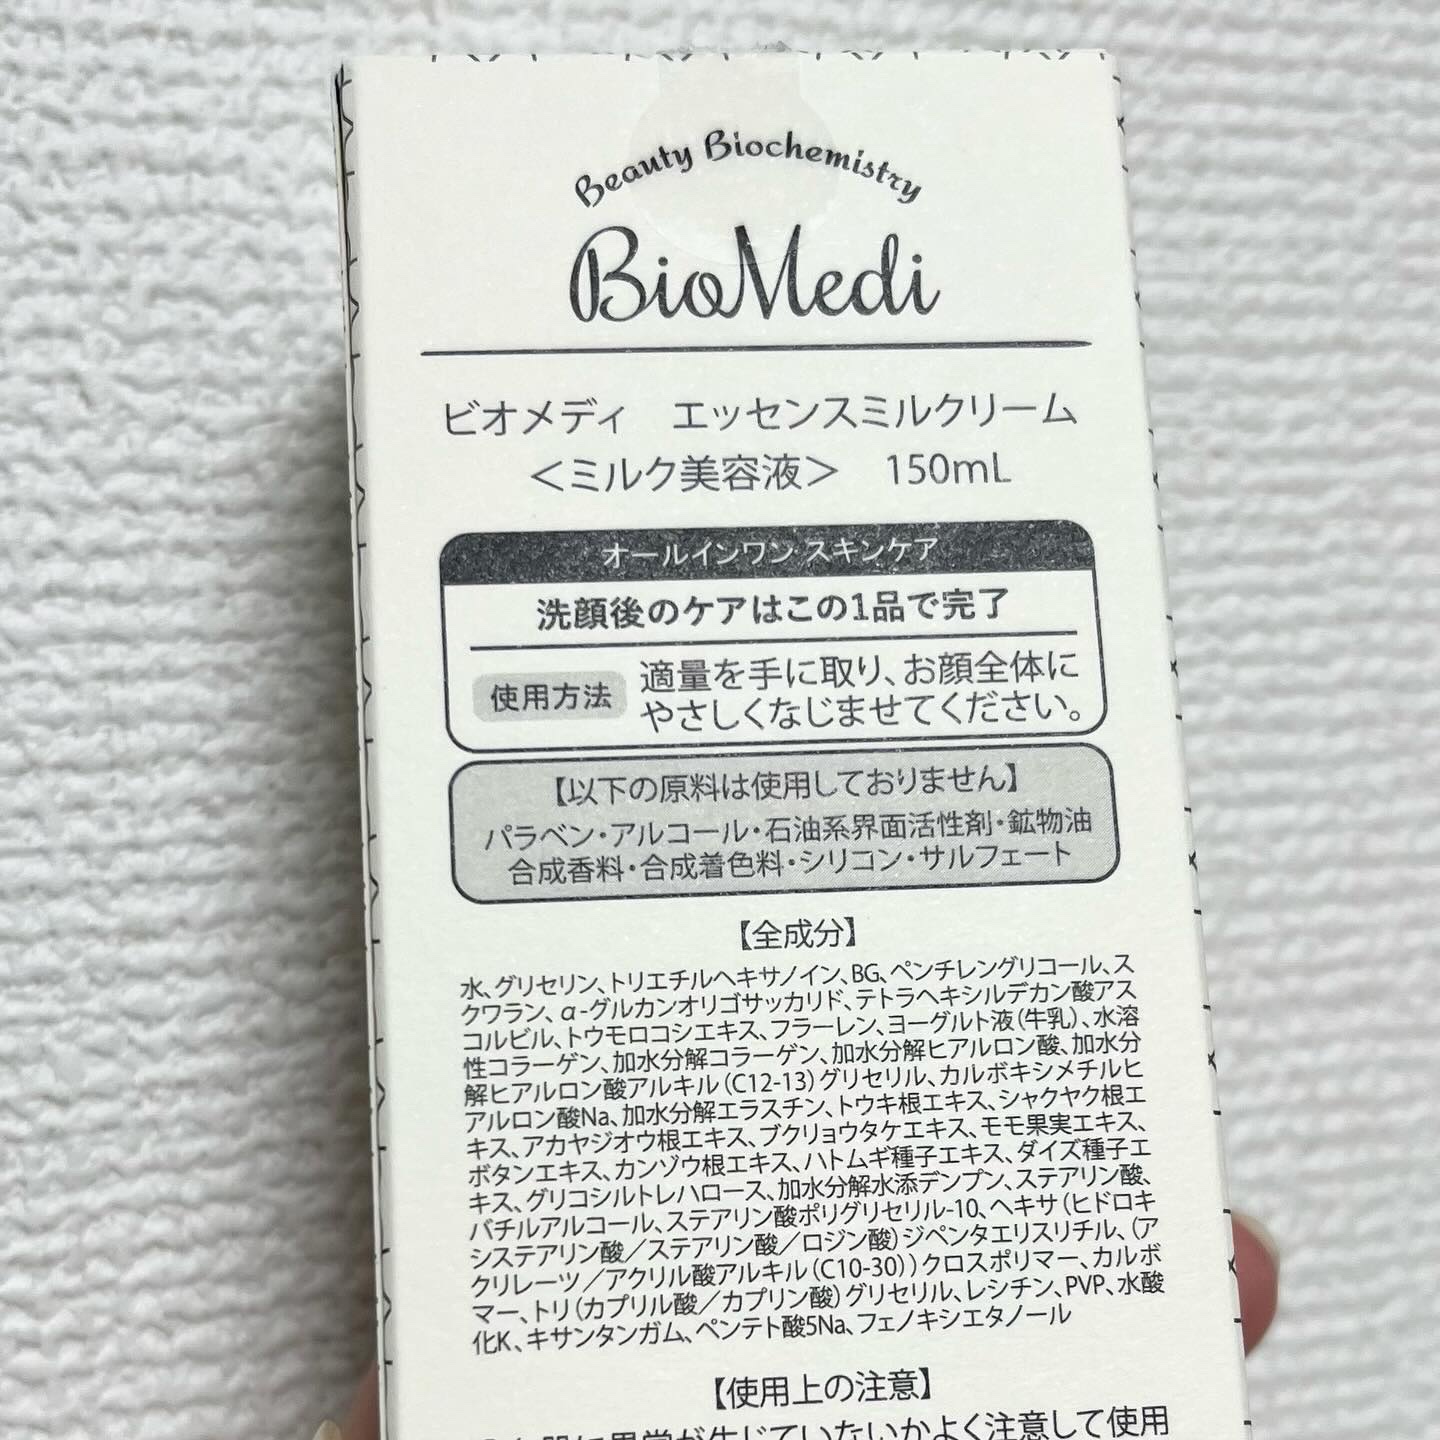 Beauty Biochemistry
BioMedi
ビオメディ　エッセンスミルクリーム
＜ミルク美容液＞　150mL
オールインワン スキンケア
洗顔後のケアはこの1品で完了
使用方法
適量を手に取り、お顔全体に
やさしくなじませてください。
【以下の原料は使用しておりません】
パラベン・アルコール・石油系界面活性剤・鉱物油
合成香料・合成着色料・シリコン・サルフェート
【全成分】
水、グリセリン、トリエチルヘキサノイン、BG、ペンチレングリコール、ス
クワラン、α-グルカンオリゴサッカリド、テトラヘキシルデカン酸アス
コルビル、トウモロコシエキス、フラーレン、ヨーグルト液（牛乳）、水溶
性コラーゲン、加水分解コラーゲン、加水分解ヒアルロン酸、加水分
解ヒアルロン酸アルキル（C12-13）グリセリル、カルボキシメチルヒ
アルロン酸Na、加水分解エラスチン、トウキ根エキス、シャクヤク根エ
キス、アカヤジオウ根エキス、ブクリョウタケエキス、モモ果実エキス、
ボタンエキス、カンゾウ根エキス、ハトムギ種子エキス、ダイズ種子エ
キス、グリコシルトレハロース、加水分解水添デンプン、ステアリン酸、
バチルアルコール、ステアリン酸ポリグリセリル-10、ヘキサ（ヒドロキ
システアリン酸／ステアリン酸／ロジン酸）ジペンタエリスリチル、（ア
クリレーツ／アクリル酸アルキル（C10-30））クロスポリマー、カルボ
マー、トリ（カプリル酸／カプリン酸）グリセリル、レシチン、PVP、水酸
化K、キサンタンガム、ペンテト酸5Na、フェノキシエタノール
【使用上の注意】
肌に異常が生じていないかよく注意して使用